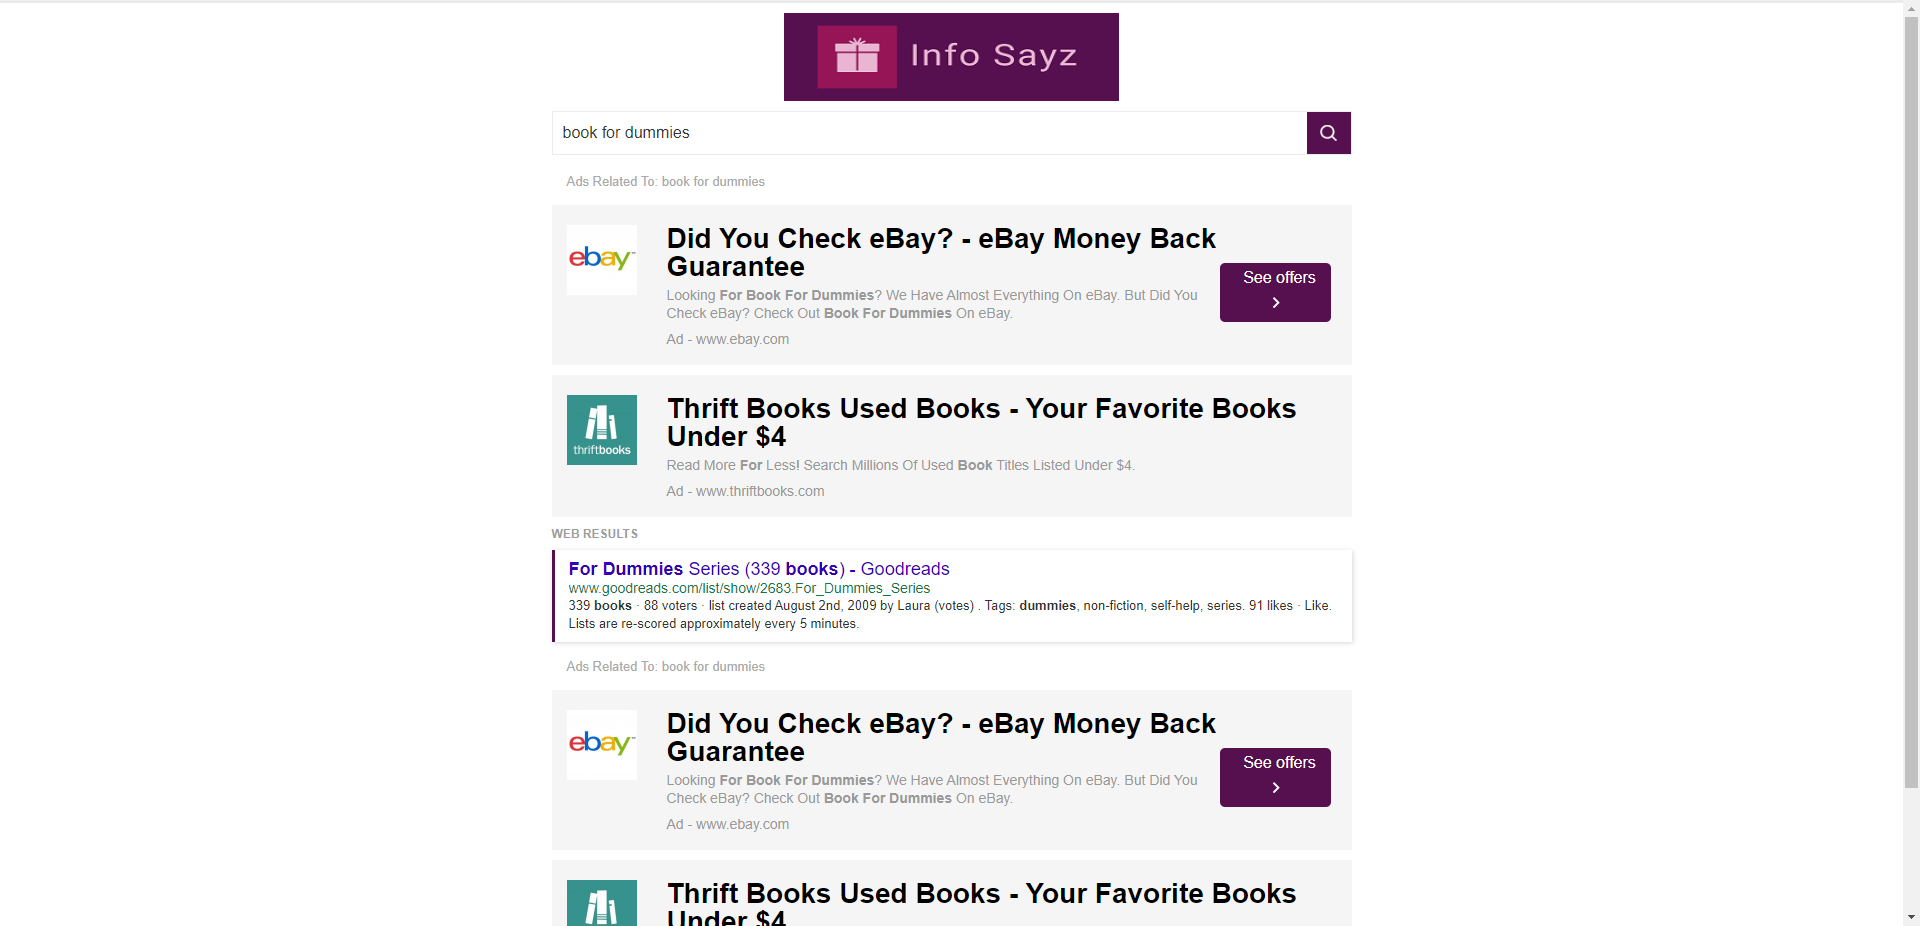 Info Sayz
book for dummies
Ads Related To: book for dummies
ebay™
Did You Check eBay? - eBay Money Back
Guarantee
Looking For Book For Dummies? We Have Almost Everything On eBay. But Did You
Check eBay? Check Out Book For Dummies On eBay.
Ad - www.ebay.com
See offers
thriftbooks
Thrift Books Used Books - Your Favorite Books
Under $4
Read More For Less! Search Millions Of Used Book Titles Listed Under $4.
Ad - www.thriftbooks.com
WEB RESULTS
For Dummies Series (339 books) - Goodreads
www.goodreads.com/list/show/2683.For_Dummies_Series
339 books · 88 voters · list created August 2nd, 2009 by Laura (votes) . Tags: dummies, non-fiction, self-help, series. 91 likes · Like.
Lists are re-scored approximately every 5 minutes.
Ads Related To: book for dummies
ebay™
Did You Check eBay? - eBay Money Back
Guarantee
Looking For Book For Dummies? We Have Almost Everything On eBay. But Did You
Check eBay? Check Out Book For Dummies On eBay.
Ad - www.ebay.com
See offers
Thrift Books Used Books - Your Favorite Books
Under $4